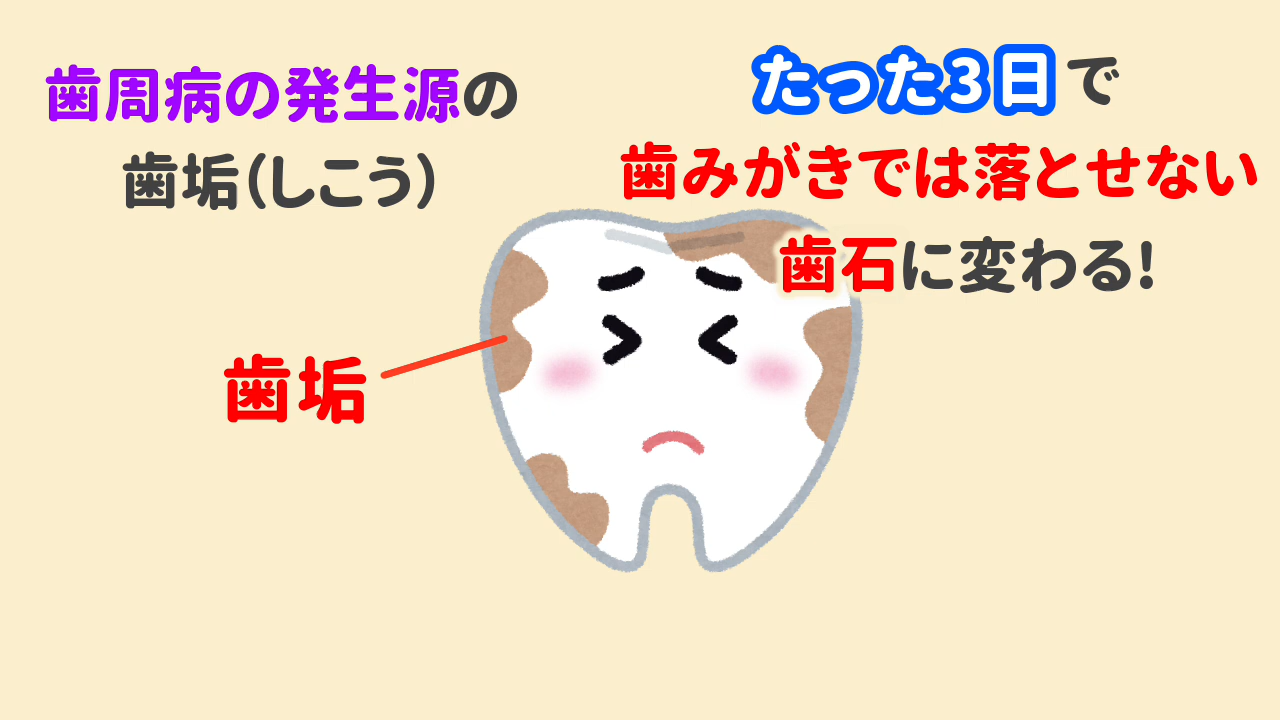 歯周病の発生源の
歯垢(しこう)
たった3日で
歯みがきでは落とせない
歯石に変わる!
歯垢